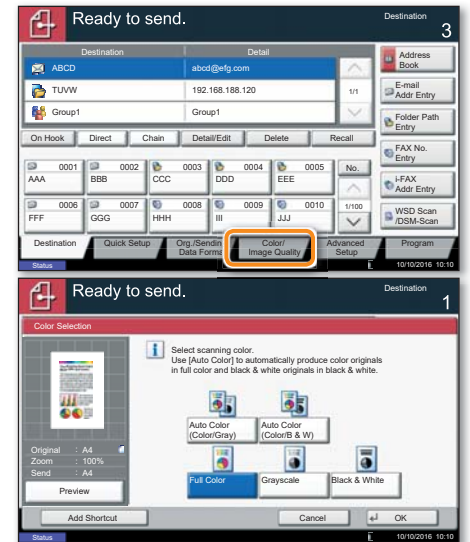 Ready to send.
Destination
3
Destination Detail
ABCD abcd@efg.com
TUVW 192.168.188.120
Group1 Group1
1/1
Address
Book
E-mail
Addr Entry
Folder Path
Entry
FAX No.
Entry
i-FAX
Addr Entry
WSD Scan
/DSM-Scan
On Hook Direct Chain Detail/Edit Delete Recall
0001 0002 0003 0004 0005 No.
AAA BBB CCC DDD EEE
0006 0007 0008 0009 0010 1/100
FFF GGG HHH III JJJ
Destination Quick Setup Org./Sending
Data Format Color/
Image Quality Advanced
Setup Program
Status 10/10/2016 10:10
Ready to send.
Destination
1
Color Selection
Select scanning color.
Use [Auto Color] to automatically produce color originals
in full color and black & white originals in black & white.
Auto Color
(Color/Gray)
Auto Color
(Color/B & W)
Full Color Grayscale Black & White
Original : A4
Zoom : 100%
Send : A4
Preview
Add Shortcut Cancel OK
Status 10/10/2016 10:10